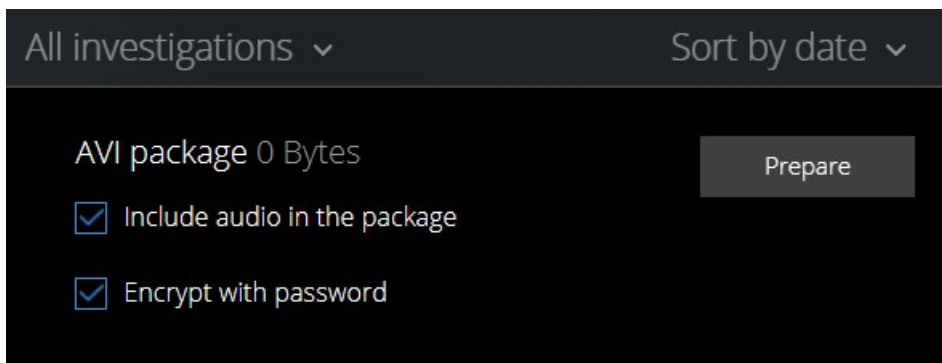 All investigations
Sort by date
AVI package 0 Bytes
Prepare
Include audio in the package
Encrypt with password